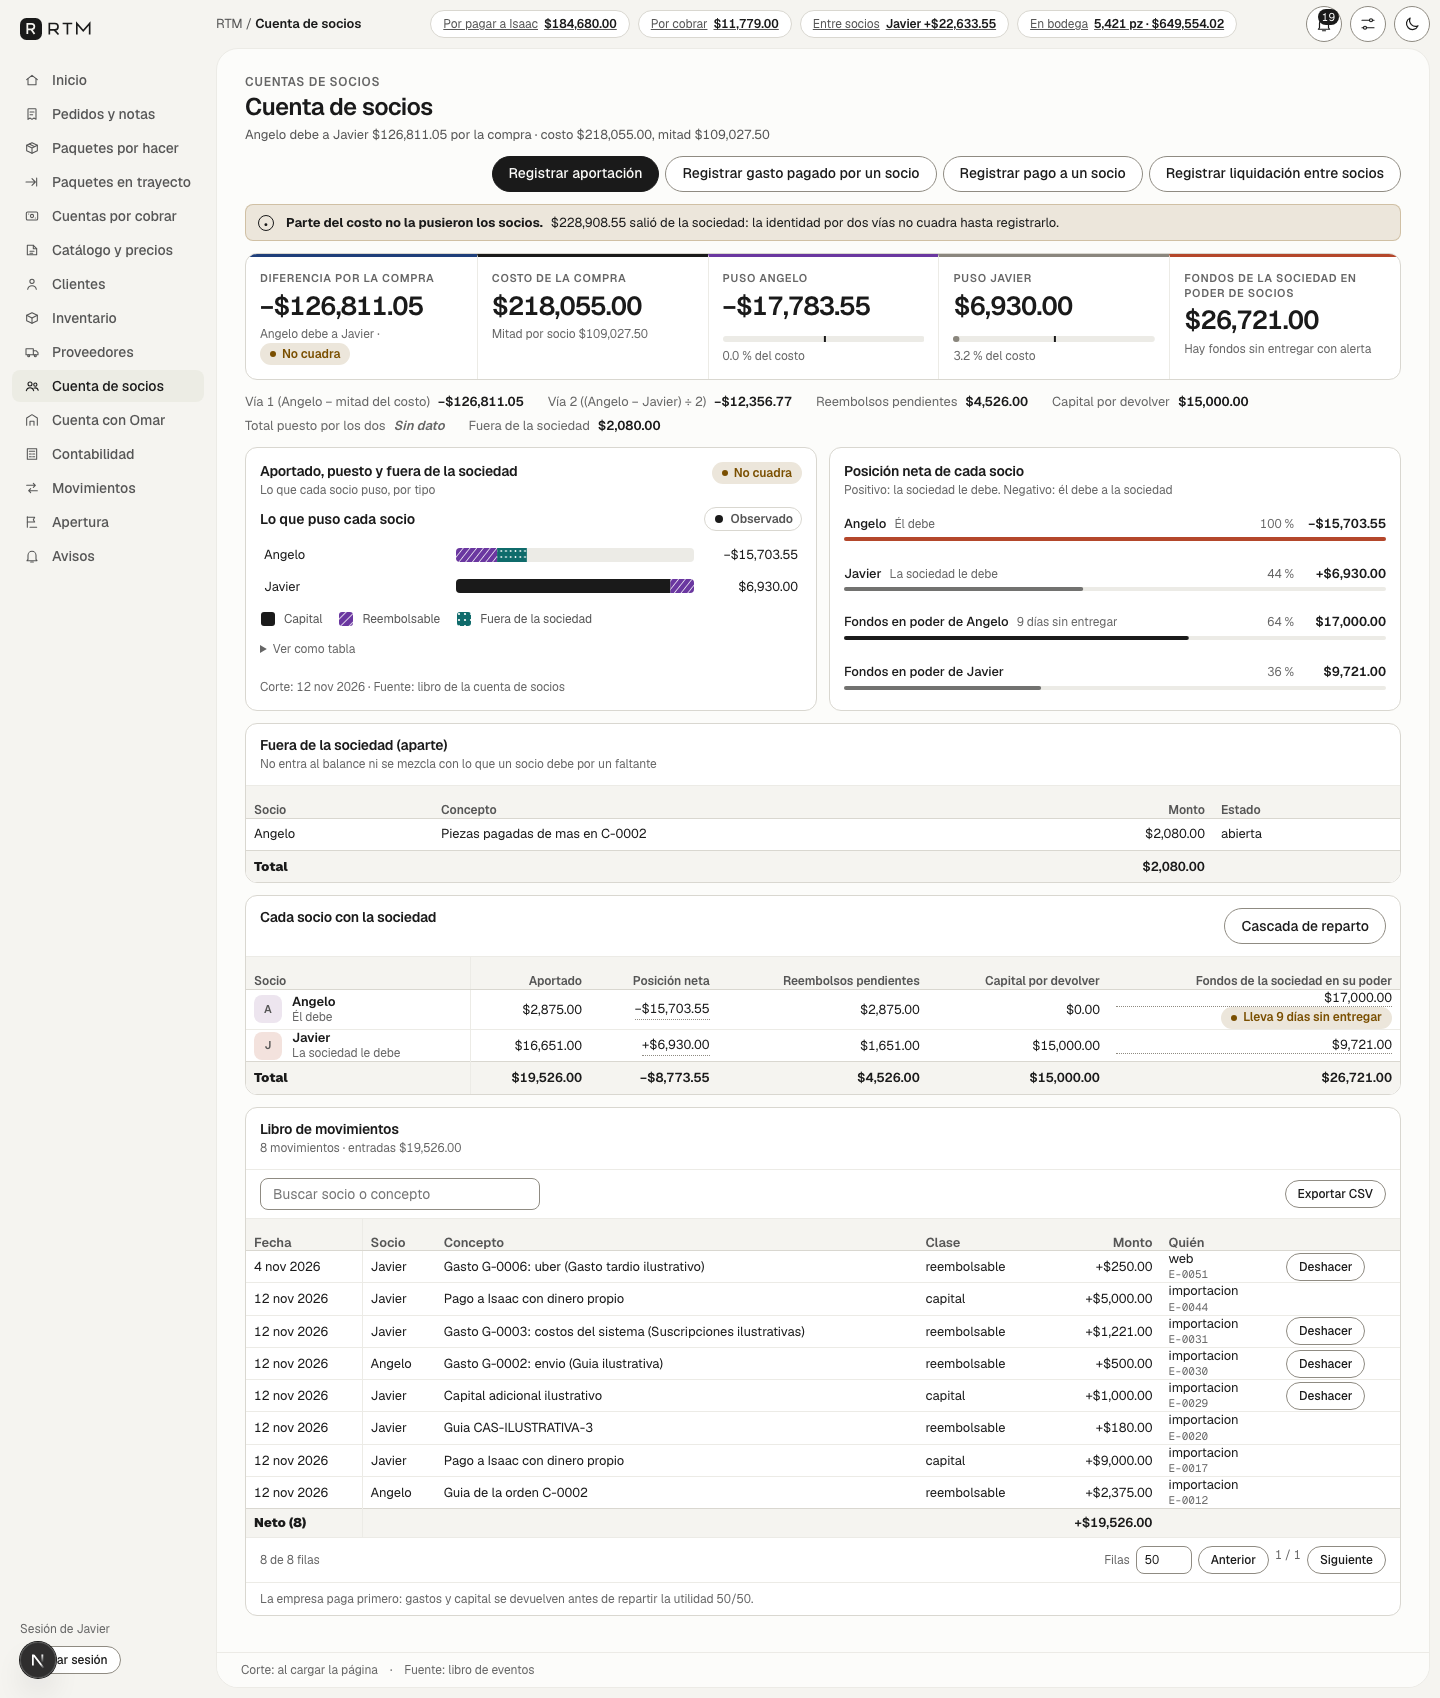 R RTM
Inicio
Pedidos y notas
Paquetes por hacer
Paquetes en trayecto
Cuentas por cobrar
Catálogo y precios
Clientes
Inventario
Proveedores
Cuenta de socios
Cuenta con Omar
Contabilidad
Movimientos
Apertura
Avisos
Sesión de Javier
N ar sesión
RTM / Cuenta de socios
Por pagar a Isaac $184,680.00
Por cobrar $11,779.00
Entre socios Javier +$22,633.55
En bodega 5,421 pz · $649,554.02
19
CUENTAS DE SOCIOS
Cuenta de socios
Angelo debe a Javier $126,811.05 por la compra · costo $218,055.00, mitad $109,027.50
Registrar aportación
Registrar gasto pagado por un socio
Registrar pago a un socio
Registrar liquidación entre socios
Parte del costo no la pusieron los socios. $228,908.55 salió de la sociedad: la identidad por dos vías no cuadra hasta registrarlo.
DIFERENCIA POR LA COMPRA
−$126,811.05
Angelo debe a Javier ·
No cuadra
COSTO DE LA COMPRA
$218,055.00
Mitad por socio $109,027.50
PUSO ANGELO
−$17,783.55
0.0 % del costo
PUSO JAVIER
$6,930.00
3.2 % del costo
FONDOS DE LA SOCIEDAD EN
PODER DE SOCIOS
$26,721.00
Hay fondos sin entregar con alerta
Vía 1 (Angelo − mitad del costo) −$126,811.05 Vía 2 ((Angelo − Javier) ÷ 2) −$12,356.77 Reembolsos pendientes $4,526.00 Capital por devolver $15,000.00
Total puesto por los dos Sin dato Fuera de la sociedad $2,080.00
Aportado, puesto y fuera de la sociedad
No cuadra
Lo que cada socio puso, por tipo
Lo que puso cada socio
Observado
Angelo −$15,703.55
Javier $6,930.00
Capital Reembolsable Fuera de la sociedad
Ver como tabla
Corte: 12 nov 2026 · Fuente: libro de la cuenta de socios
Posición neta de cada socio
Positivo: la sociedad le debe. Negativo: él debe a la sociedad
Angelo Él debe 100 % −$15,703.55
Javier La sociedad le debe 44 % +$6,930.00
Fondos en poder de Angelo 9 días sin entregar 64 % $17,000.00
Fondos en poder de Javier 36 % $9,721.00
Fuera de la sociedad (aparte)
No entra al balance ni se mezcla con lo que un socio debe por un faltante
Socio Concepto Monto Estado
Angelo Piezas pagadas de mas en C-0002 $2,080.00 abierta
Total $2,080.00
Cada socio con la sociedad
Cascada de reparto
Socio Aportado Posición neta Reembolsos pendientes Capital por devolver Fondos de la sociedad en su poder
A Angelo Él debe $2,875.00 −$15,703.55 $2,875.00 $0.00 $17,000.00
Lleva 9 días sin entregar
J Javier La sociedad le debe $16,651.00 +$6,930.00 $1,651.00 $15,000.00 $9,721.00
Total $19,526.00 −$8,773.55 $4,526.00 $15,000.00 $26,721.00
Libro de movimientos
8 movimientos · entradas $19,526.00
Buscar socio o concepto
Exportar CSV
Fecha Socio Concepto Clase Monto Quién
4 nov 2026 Javier Gasto G-0006: uber (Gasto tardio ilustrativo) reembolsable +$250.00 web E-0051 Deshacer
12 nov 2026 Javier Pago a Isaac con dinero propio capital +$5,000.00 importacion E-0044
12 nov 2026 Javier Gasto G-0003: costos del sistema (Suscripciones ilustrativas) reembolsable +$1,221.00 importacion E-0031 Deshacer
12 nov 2026 Angelo Gasto G-0002: envio (Guia ilustrativa) reembolsable +$500.00 importacion E-0030 Deshacer
12 nov 2026 Javier Capital adicional ilustrativo capital +$1,000.00 importacion E-0029 Deshacer
12 nov 2026 Javier Guia CAS-ILUSTRATIVA-3 reembolsable +$180.00 importacion E-0020
12 nov 2026 Javier Pago a Isaac con dinero propio capital +$9,000.00 importacion E-0017
12 nov 2026 Angelo Guia de la orden C-0002 reembolsable +$2,375.00 importacion E-0012
Neto (8) +$19,526.00
8 de 8 filas
Filas 50 Anterior 1 / 1 Siguiente
La empresa paga primero: gastos y capital se devuelven antes de repartir la utilidad 50/50.
Corte: al cargar la página · Fuente: libro de eventos